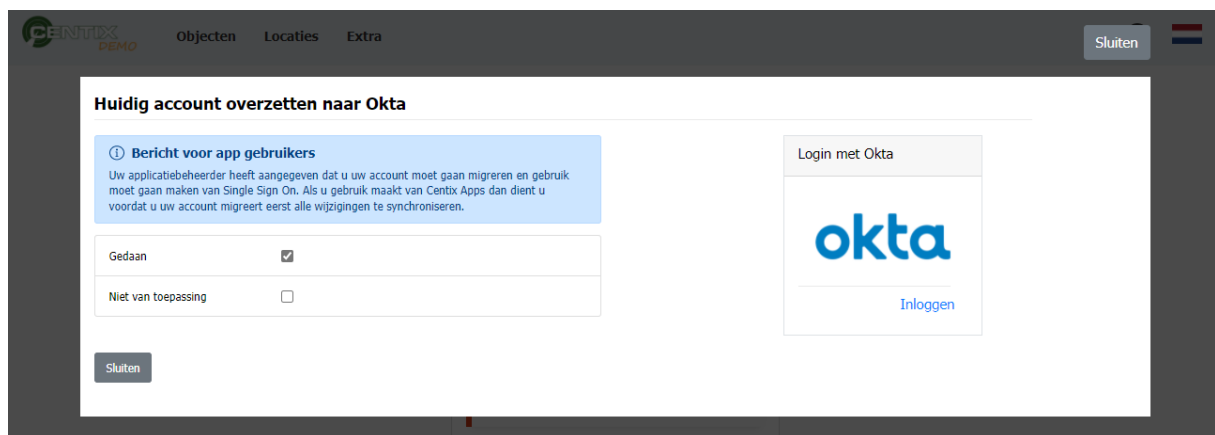 CENTIX
DEMO
Objecten Locaties Extra
Sluiten
Huidig account overzetten naar Okta
Bericht voor app gebruikers
Uw applicatiebeheerder heeft aangegeven dat u uw account moet gaan migreren en gebruik
moet gaan maken van Single Sign On. Als u gebruik maakt van Centix Apps dan dient u
voordat u uw account migreert eerst alle wijzigingen te synchroniseren.
Gedaan
Niet van toepassing
Sluiten
Login met Okta
okta
Inloggen